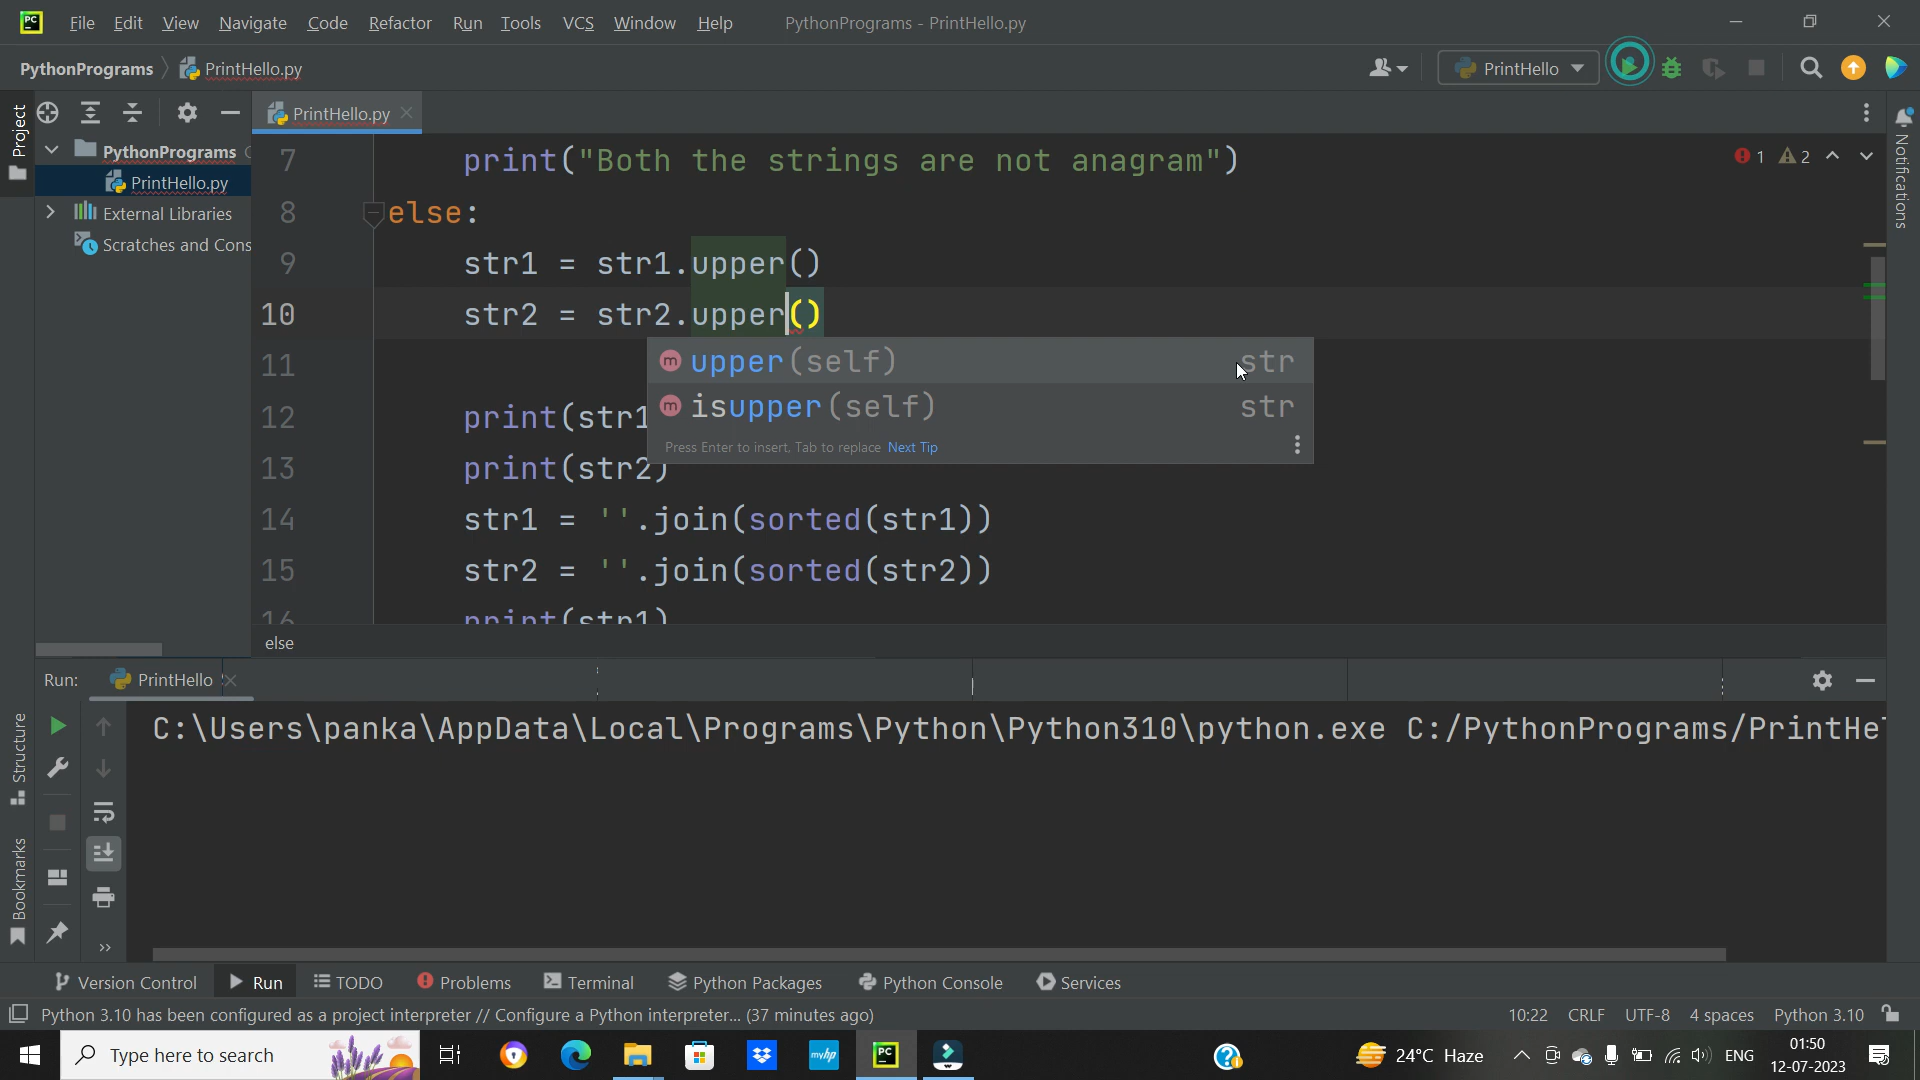 PC File Edit View Navigate Code Refactor Run Tools VCS Window Help PythonPrograms - PrintHello.py
PythonPrograms PrintHello.py PrintHello
Project
PrintHello.py
Notifications
PythonPrograms
PrintHello.py
External Libraries
Scratches and Cons
1 2
7 print("Both the strings are not anagram")
8 else:
9 str1 = str1.upper()
10 str2 = str2.upper()
11
12 print(str1
13 print(str2)
14 str1 = ''.join(sorted(str1))
15 str2 = ''.join(sorted(str2))
16 print(str1)
m upper(self) str
m isupper(self) str
Press Enter to insert, Tab to replace Next Tip
else
Run: PrintHello
C:\Users\panka\AppData\Local\Programs\Python\Python310\python.exe C:/PythonPrograms/PrintHe
Structure
Bookmarks
Version Control Run TODO Problems Terminal Python Packages Python Console Services
Python 3.10 has been configured as a project interpreter // Configure a Python interpreter... (37 minutes ago) 10:22 CRLF UTF-8 4 spaces Python 3.10
Type here to search myhp PC 24°C Haze ENG 01:50
12-07-2023